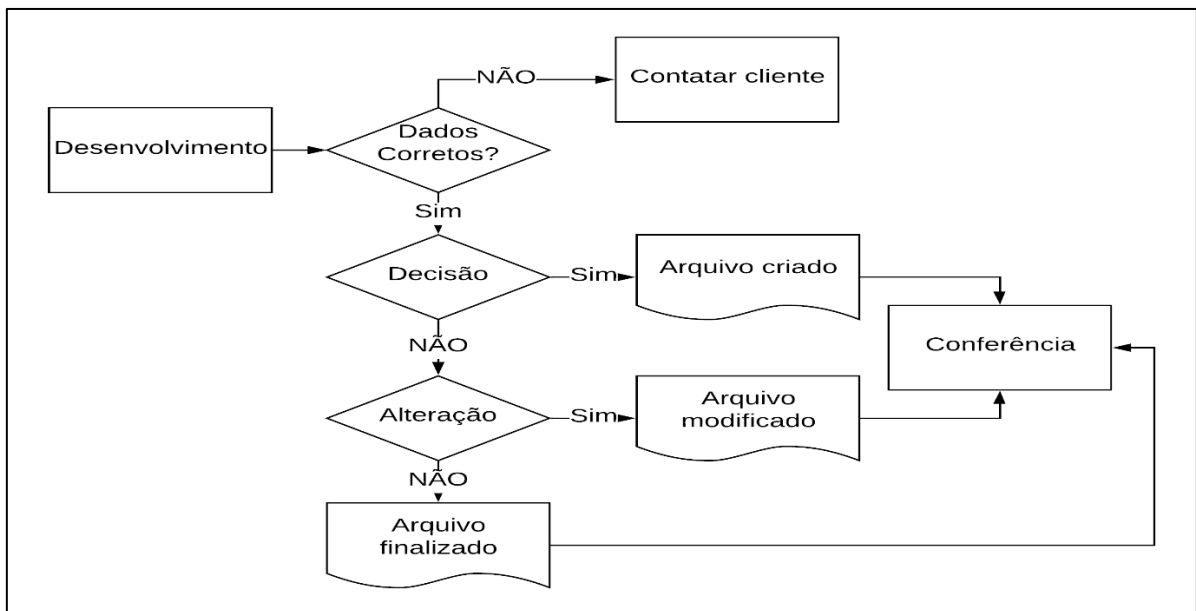 NÃO
Contatar cliente
Desenvolvimento
Dados
Corretos?
Sim
Decisão
Sim
Arquivo criado
NÃO
Conferência
Alteração
Sim
Arquivo
modificado
NÃO
Arquivo
finalizado